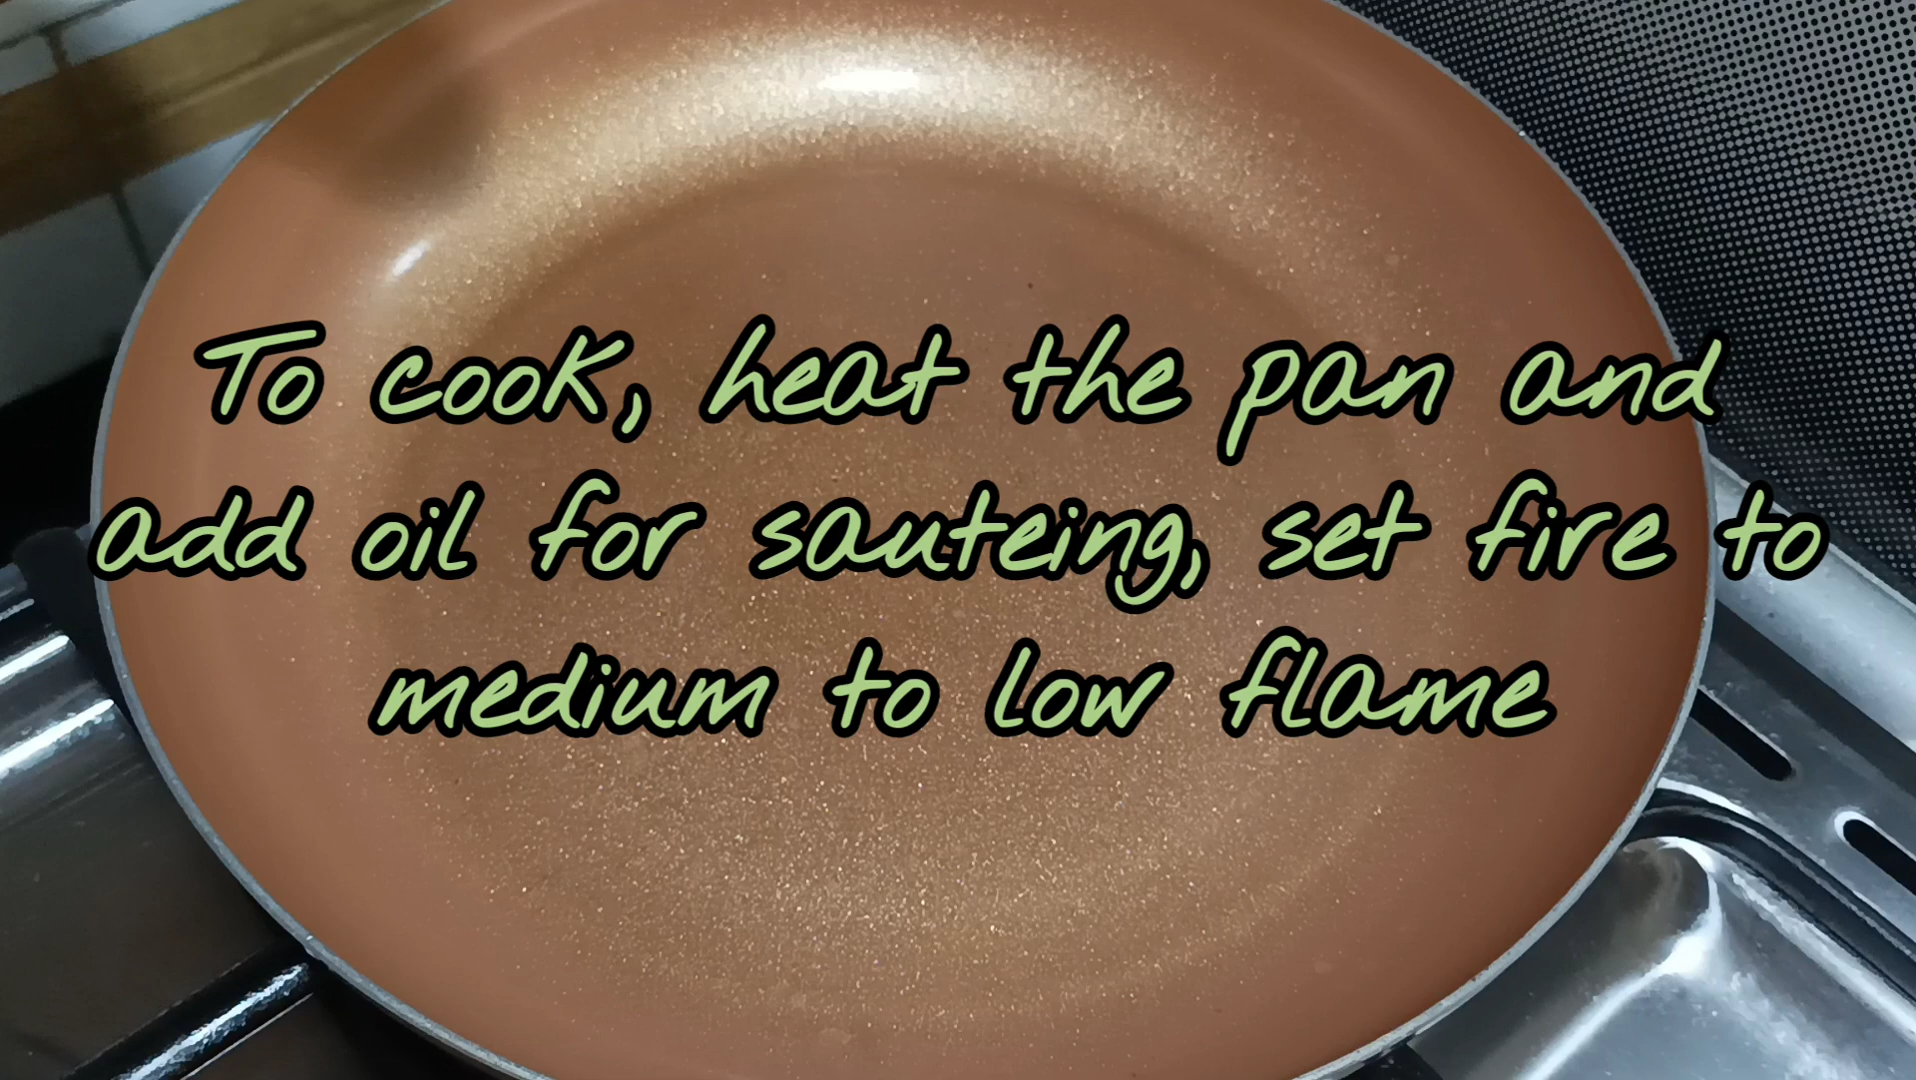 To cook, heat the pan and
add oil for sauteing, set fire to
medium to low flame